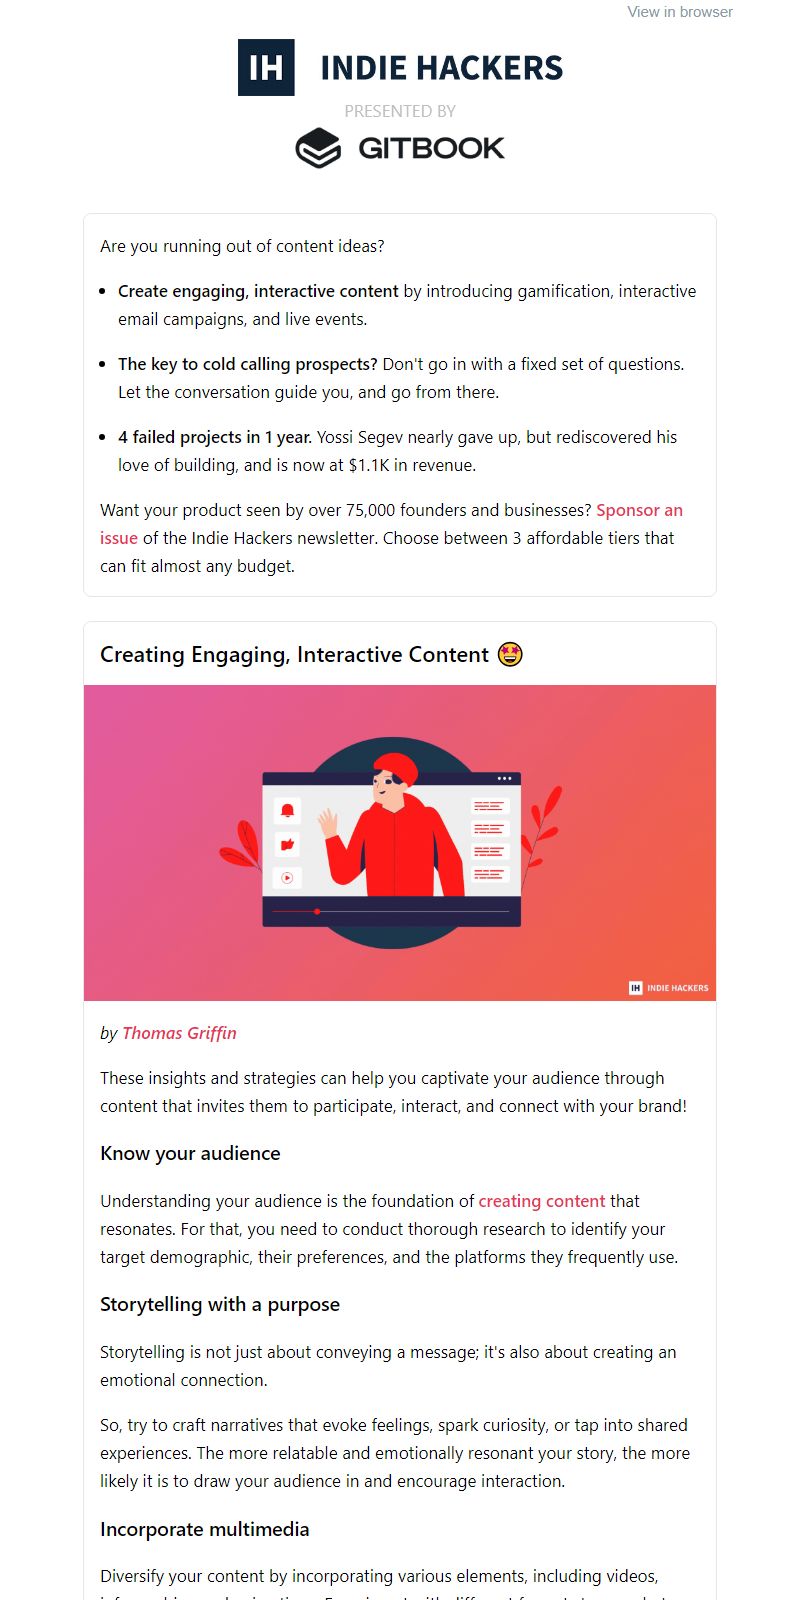 View in browser
IH INDIE HACKERS
PRESENTED BY
GITBOOK
Are you running out of content ideas?
Create engaging, interactive content by introducing gamification, interactive
email campaigns, and live events.
The key to cold calling prospects? Don't go in with a fixed set of questions.
Let the conversation guide you, and go from there.
4 failed projects in 1 year. Yossi Segev nearly gave up, but rediscovered his
love of building, and is now at $1.1K in revenue.
Want your product seen by over 75,000 founders and businesses? Sponsor an
issue of the Indie Hackers newsletter. Choose between 3 affordable tiers that
can fit almost any budget.
Creating Engaging, Interactive Content 🤩
IH INDIE HACKERS
by Thomas Griffin
These insights and strategies can help you captivate your audience through
content that invites them to participate, interact, and connect with your brand!
Know your audience
Understanding your audience is the foundation of creating content that
resonates. For that, you need to conduct thorough research to identify your
target demographic, their preferences, and the platforms they frequently use.
Storytelling with a purpose
Storytelling is not just about conveying a message; it's also about creating an
emotional connection.
So, try to craft narratives that evoke feelings, spark curiosity, or tap into shared
experiences. The more relatable and emotionally resonant your story, the more
likely it is to draw your audience in and encourage interaction.
Incorporate multimedia
Diversify your content by incorporating various elements, including videos,